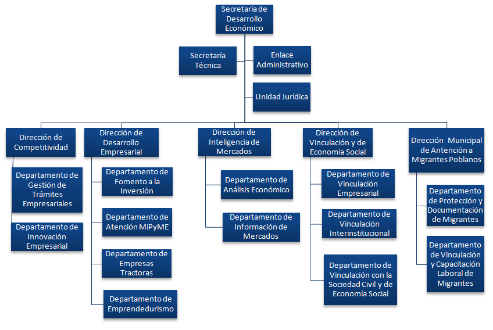 Secretaría de
Desarrollo
Económico
Secretaría
Técnica
Enlace
Administrativo
Unidad Jurídica
Dirección de
Competitividad
Dirección de
Desarrollo
Empresarial
Dirección de
Inteligencia de
Mercados
Dirección de
Vinculación y de
Economía Social
Dirección Municipal
de Antención a
Migrantes Poblanos
Departamento de
Gestión de
Trámites
Empresariales
Departamento de
Innovación
Empresarial
Departamento de
Fomento a la
Inversión
Departamento de
Atención MiPyME
Departamento de
Empresas
Tractoras
Departamento de
Emprendedurismo
Departamento de
Análisis Económico
Departamento de
Información de
Mercados
Departamento de
Vinculación
Empresarial
Departamento de
Vinculación
Interinstitucional
Departamento de
Vinculación con la
Sociedad Civil y de
Economía Social
Departamento
de Protección y
Documentación
de Migrantes
Departamento
de Vinculación
y Capacitación
Laboral de
Migrantes